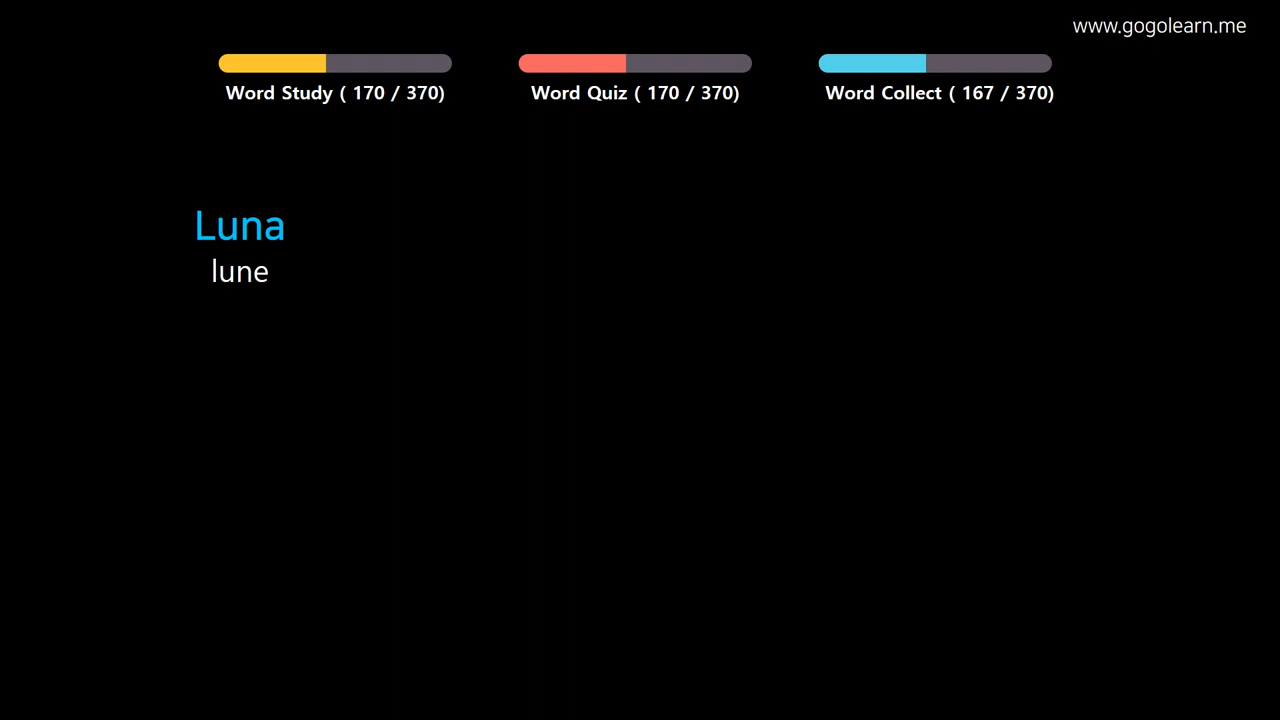 www.gogolearn.me
Word Study ( 170 / 370)
Word Quiz ( 170 / 370)
Word Collect ( 167 / 370)
Luna
lune